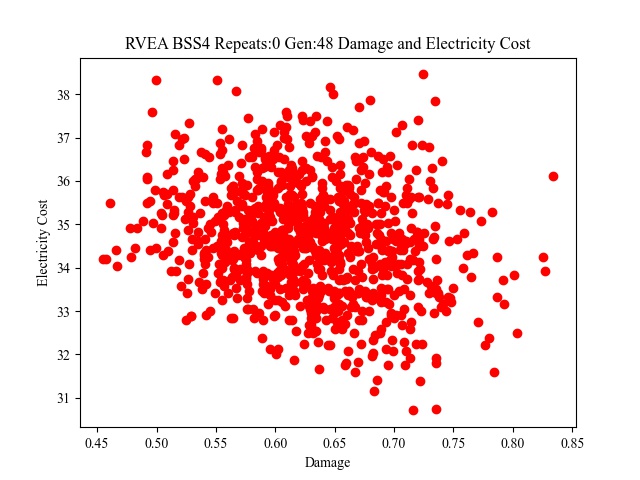 RVEA BSS4 Repeats:0 Gen:48 Damage and Electricity Cost
38
37
36
35
34
33
32
31
Electricity Cost
0.45 0.50 0.55 0.60 0.65 0.70 0.75 0.80 0.85
Damage